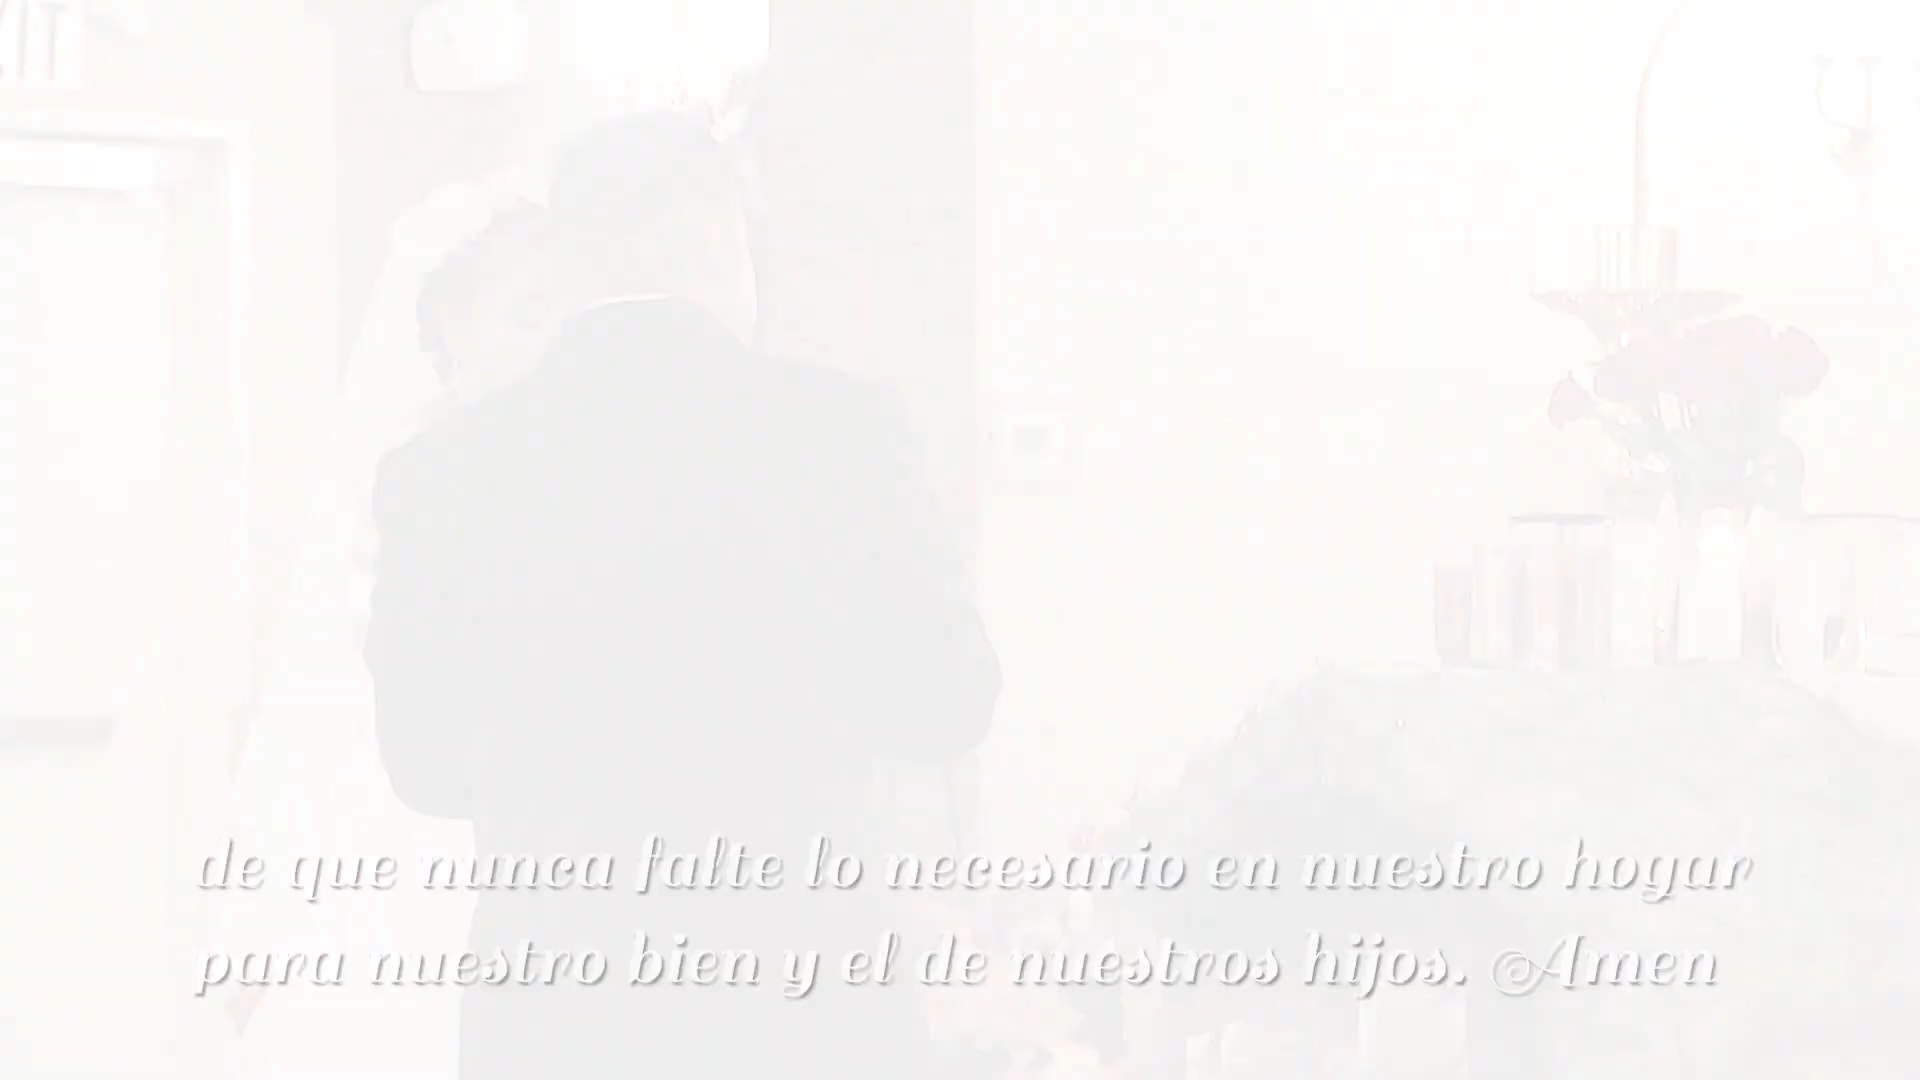 de que nunca falte lo necesario en nuestro hogar
para nuestro bien y el de nuestros hijos. Amen